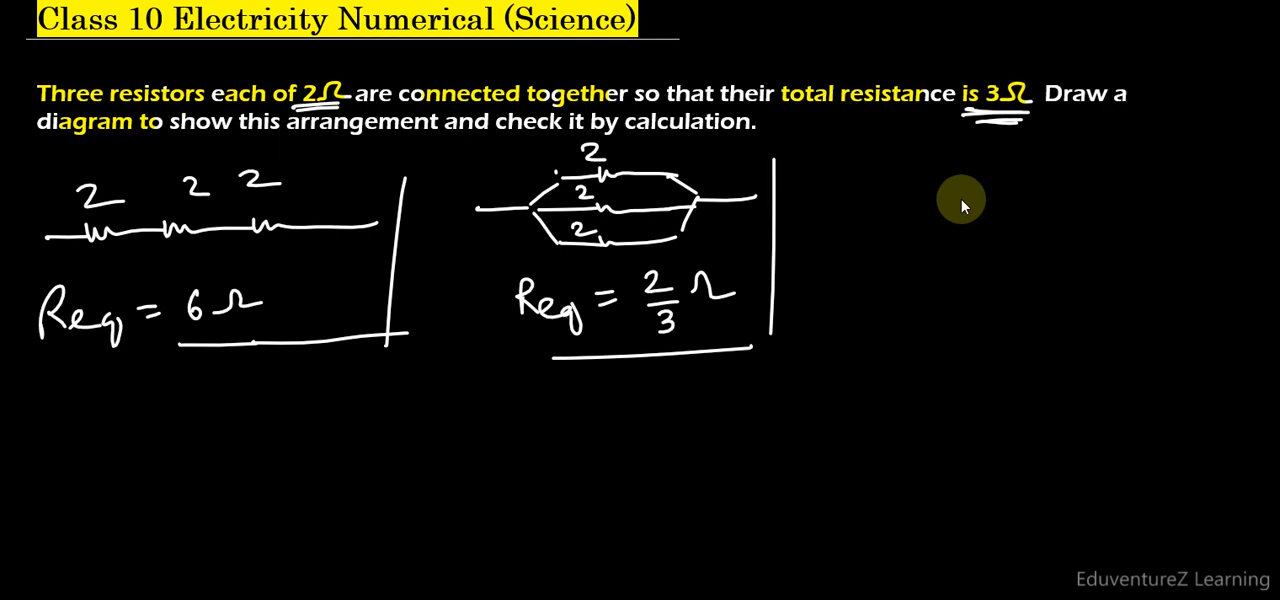 Class 10 Electricity Numerical (Science)
Three resistors each of 2Ω are connected together so that their total resistance is 3Ω Draw a
diagram to show this arrangement and check it by calculation.
2 2 2
Req = 6Ω
2
2
2
Req = 2/3 Ω
EduventureZ Learning